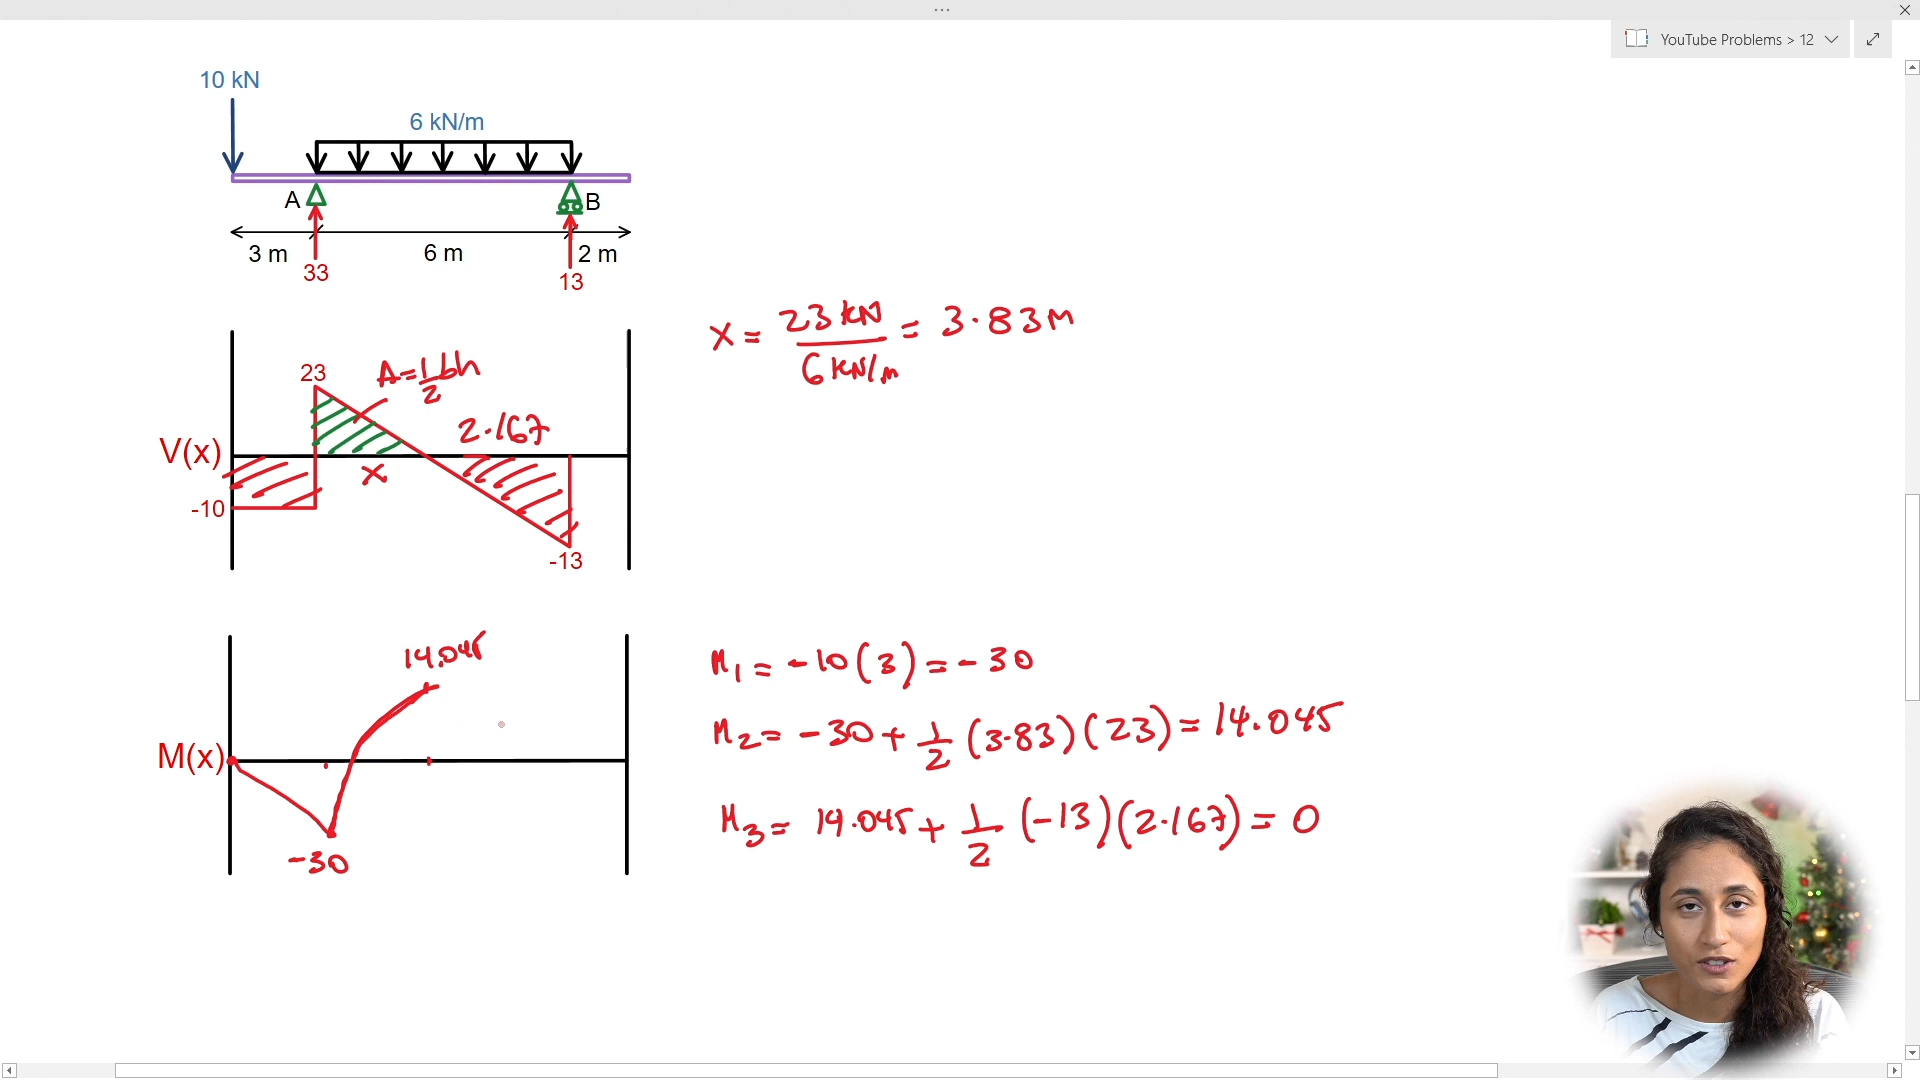 YouTube Problems > 12
10 kN
6 kN/m
A
B
3 m
6 m
2 m
33
13
x = 23 kN / 6 kN/m = 3.83 m
23
A = 1/2 bh
2.167
V(x)
x
-10
-13
14.045
M(x)
-30
M1 = -10(3) = -30
M2 = -30 + 1/2 (3.83)(23) = 14.045
M3 = 14.045 + 1/2 (-13)(2.167) = 0